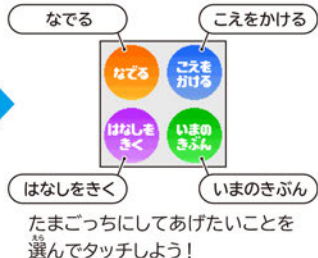 なでる
こえをかける
なでる
こえを
かける
はなしを
きく
いまの
きぶん
はなしをきく
いまのきぶん
たまごっちにしてあげたいことを
選んでタッチしよう!
えら